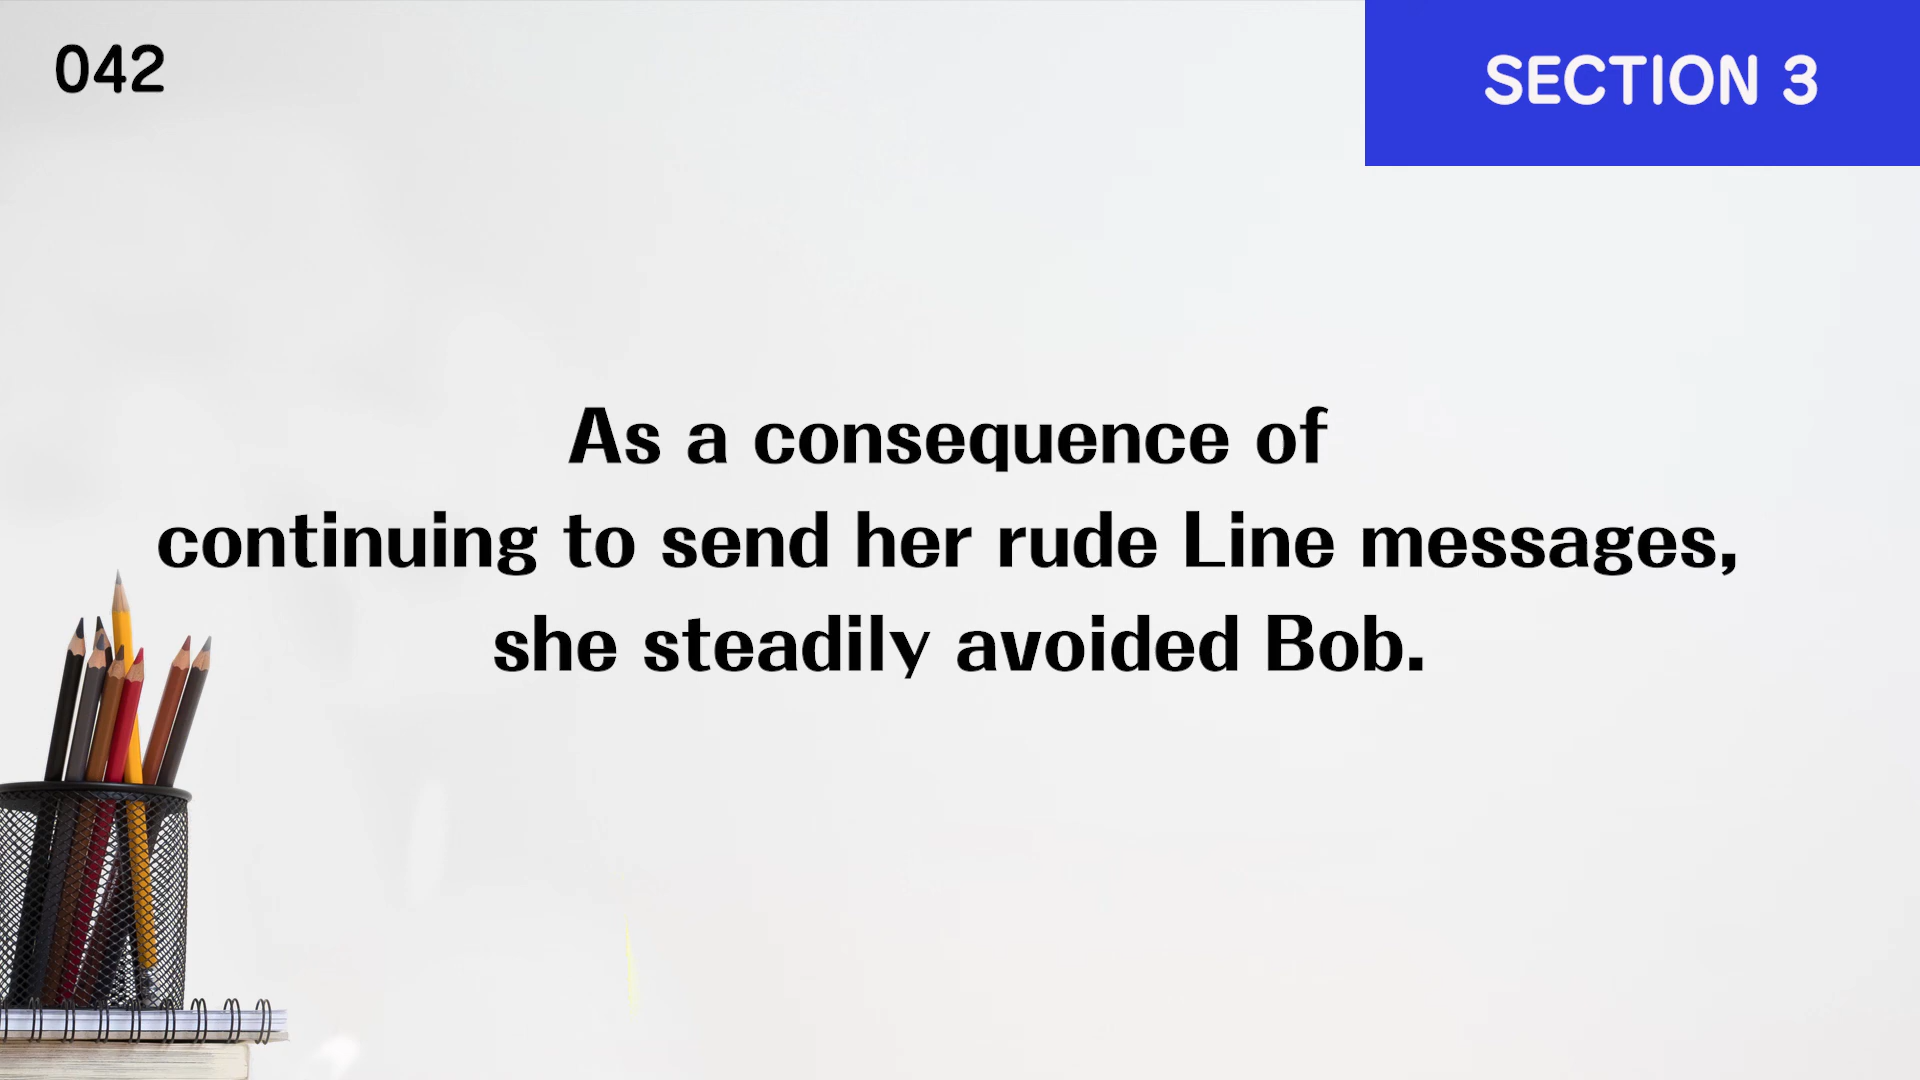 042
SECTION 3
As a consequence of
continuing to send her rude Line messages,
she steadily avoided Bob.